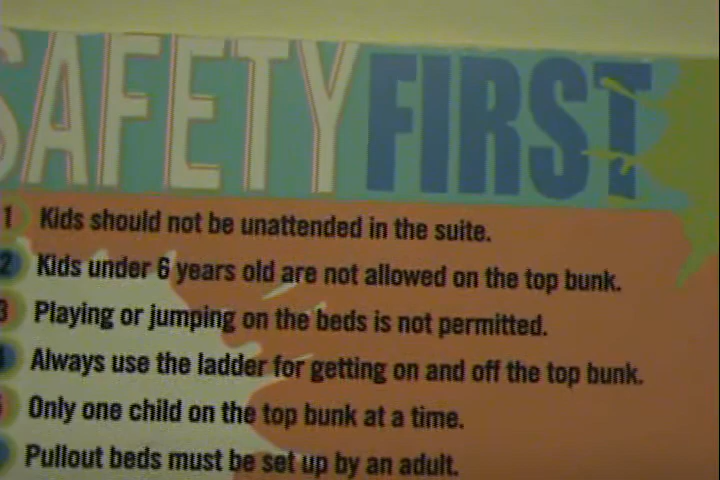 SAFETY FIRST
1 Kids should not be unattended in the suite.
2 Kids under 6 years old are not allowed on the top bunk.
3 Playing or jumping on the beds is not permitted.
Always use the ladder for getting on and off the top bunk.
Only one child on the top bunk at a time.
Pullout beds must be set up by an adult.